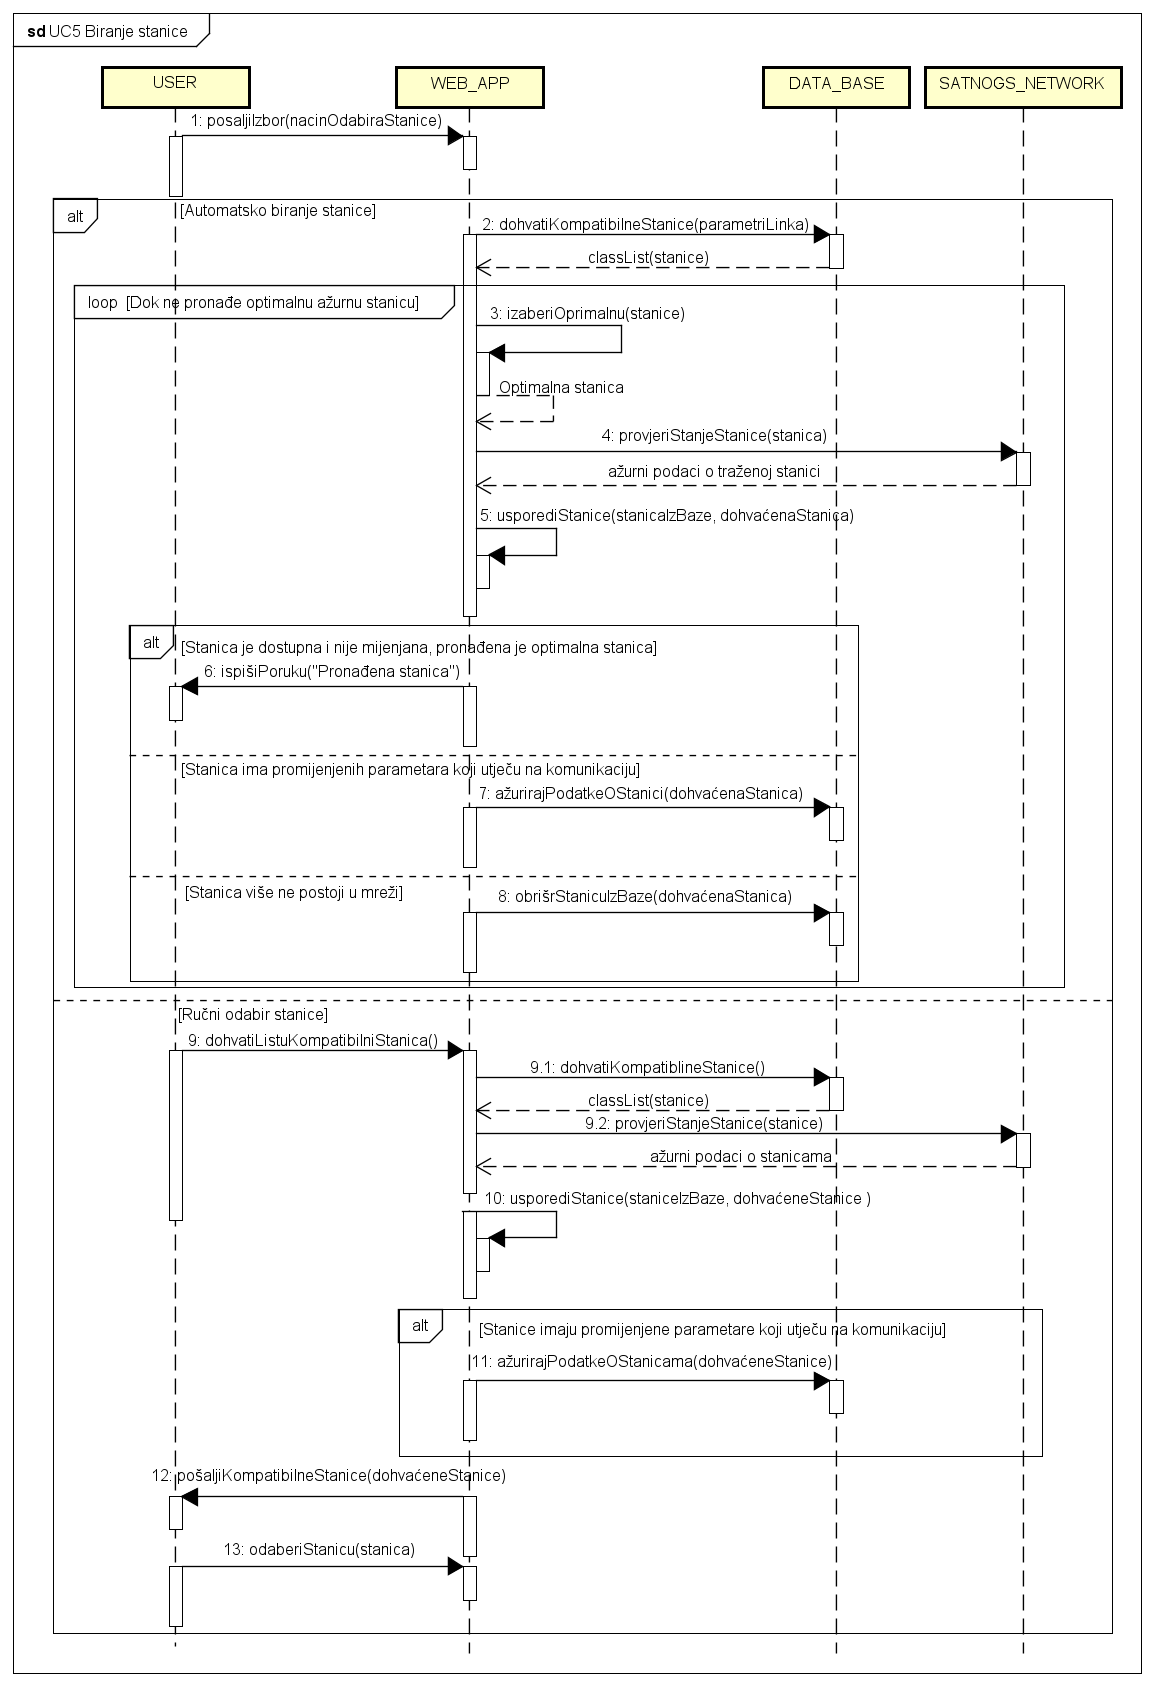 sd UC5 Biranje stanice
USER
WEB_APP
DATA_BASE
SATNOGS_NETWORK
1: posaljiIzbor(nacinOdabiraStanice)
alt
[Automatsko biranje stanice]
2: dohvatiKompatibilneStanice(parametriLinka)
classList(stanice)
loop [Dok ne pronađe optimalnu ažurnu stanicu]
3: izaberiOprimalnu(stanice)
Optimalna stanica
4: provjeriStanjeStanice(stanica)
ažurni podaci o traženoj stanici
5: usporediStanice(stanicaIzBaze, dohvaćenaStanica)
alt
[Stanica je dostupna i nije mijenjana, pronađena je optimalna stanica]
6: ispišiPoruku("Pronađena stanica")
[Stanica ima promijenjenih parametara koji utječu na komunikaciju]
7: ažurirajPodatkeOStanici(dohvaćenaStanica)
[Stanica više ne postoji u mreži]
8: obrišrStanicuIzBaze(dohvaćenaStanica)
[Ručni odabir stanice]
9: dohvatiListuKompatibilniStanica()
9.1: dohvatiKompatiblineStanice()
classList(stanice)
9.2: provjeriStanjeStanice(stanice)
ažurni podaci o stanicama
10: usporediStanice(staniceIzBaze, dohvaćeneStanice )
alt
[Stanice imaju promijenjene parametare koji utječu na komunikaciju]
11: ažurirajPodatkeOStanicama(dohvaćeneStanice)
12: pošaljiKompatibilneStanice(dohvaćeneStanice)
13: odaberiStanicu(stanica)